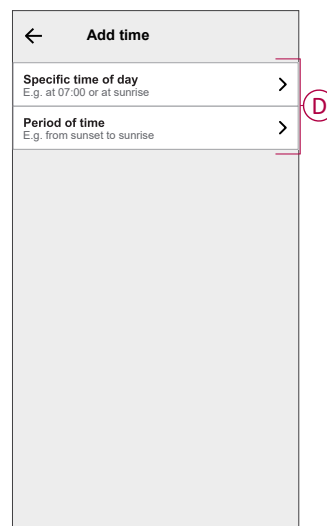 Add time
Specific time of day
E.g. at 07:00 or at sunrise
Period of time
E.g. from sunset to sunrise
D